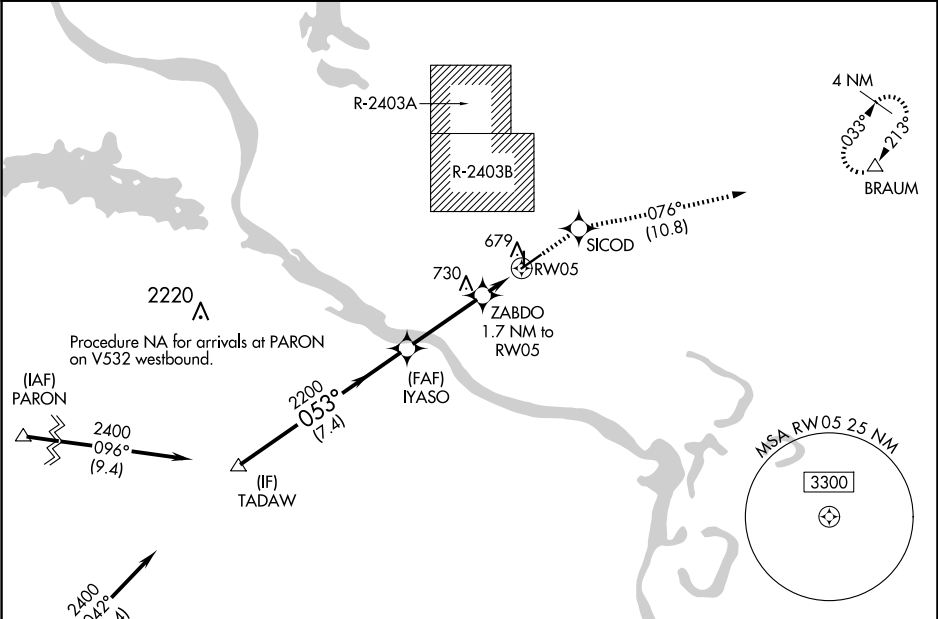 4 NM
R-2403A
033°
213°
R-2403B
BRAUM
076°
(10.8)
SICOD
679
RW05
730
2220
ZABDO
1.7 NM to
RW05
Procedure NA for arrivals at PARON
on V532 westbound.
(IAF)
PARON
(FAF)
IYASO
2200
053°
(7.4)
2400
096°
(9.4)
MSA RW05 25 NM
3300
(IF)
TADAW
2400
042°